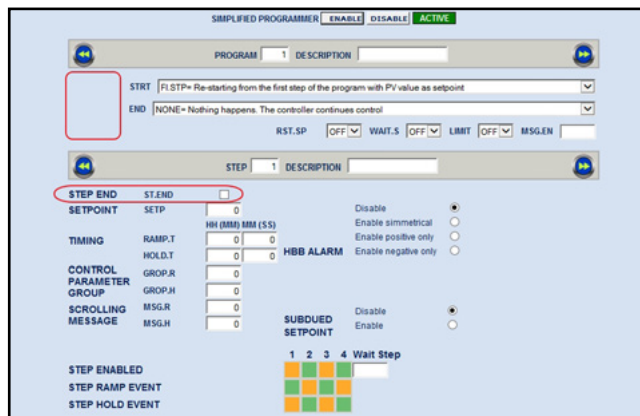 SIMPLIFIED PROGRAMMER ENABLE DISABLE ACTIVE
PROGRAM 1 DESCRIPTION
STRT FI.STP= Re-starting from the first step of the program with PV value as setpoint
END NONE= Nothing happens. The controller continues control
RST.SP OFF WAIT.S OFF LIMIT OFF MSG.EN
STEP 1 DESCRIPTION
STEP END ST.END
SETPOINT SETP 0
HH (MM) MM (SS)
TIMING RAMP.T 0 0
HOLD.T 0 0
CONTROL PARAMETER GROUP GROP.R 0
GROP.H 0
SCROLLING MESSAGE MSG.R 0
MSG.H 0
HBB ALARM
Disable
Enable simmetrical
Enable positive only
Enable negative only
SUBDUED SETPOINT
Disable
Enable
1 2 3 4 Wait Step
STEP ENABLED
STEP RAMP EVENT
STEP HOLD EVENT